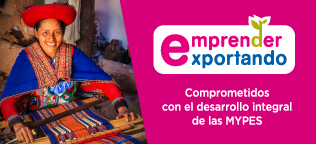 emprender
exportando
Comprometidos
con el desarrollo integral
de las MYPES